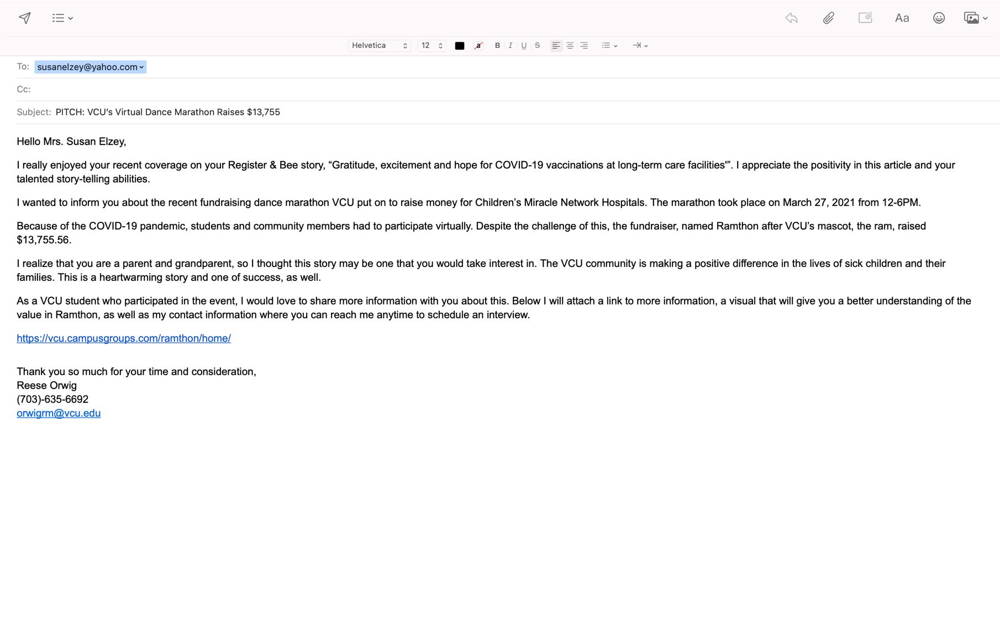 Aa
Helvetica 12 a B I U S
To: susanelzey@yahoo.com
Cc:
Subject: PITCH: VCU’s Virtual Dance Marathon Raises $13,755
Hello Mrs. Susan Elzey,
I really enjoyed your recent coverage on your Register & Bee story, “Gratitude, excitement and hope for COVID-19 vaccinations at long-term care facilities'”. I appreciate the positivity in this article and your
talented story-telling abilities.
I wanted to inform you about the recent fundraising dance marathon VCU put on to raise money for Children’s Miracle Network Hospitals. The marathon took place on March 27, 2021 from 12-6PM.
Because of the COVID-19 pandemic, students and community members had to participate virtually. Despite the challenge of this, the fundraiser, named Ramthon after VCU’s mascot, the ram, raised
$13,755.56.
I realize that you are a parent and grandparent, so I thought this story may be one that you would take interest in. The VCU community is making a positive difference in the lives of sick children and their
families. This is a heartwarming story and one of success, as well.
As a VCU student who participated in the event, I would love to share more information with you about this. Below I will attach a link to more information, a visual that will give you a better understanding of the
value in Ramthon, as well as my contact information where you can reach me anytime to schedule an interview.
https://vcu.campusgroups.com/ramthon/home/
Thank you so much for your time and consideration,
Reese Orwig
(703)-635-6692
orwigrm@vcu.edu